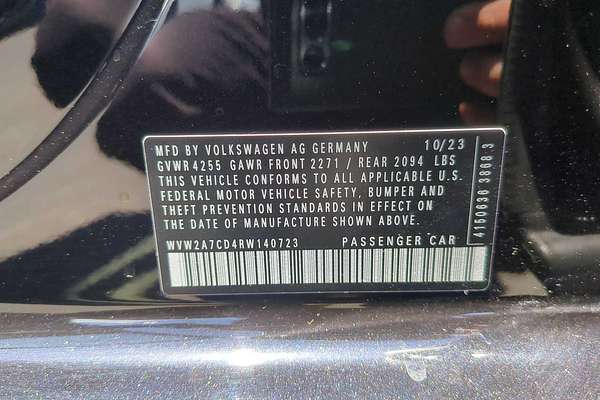 MFD BY VOLKSWAGEN AG GERMANY 10/23
GVWR 4255 GAWR FRONT 2271 / REAR 2094 LBS
THIS VEHICLE CONFORMS TO ALL APPLICABLE U.S.
FEDERAL MOTOR VEHICLE SAFETY, BUMPER AND
THEFT PREVENTION STANDARDS IN EFFECT ON
THE DATE OF MANUFACTURE SHOWN ABOVE.
WVW2A7CD4RW140723 PASSENGER CAR
4150636 3868 3